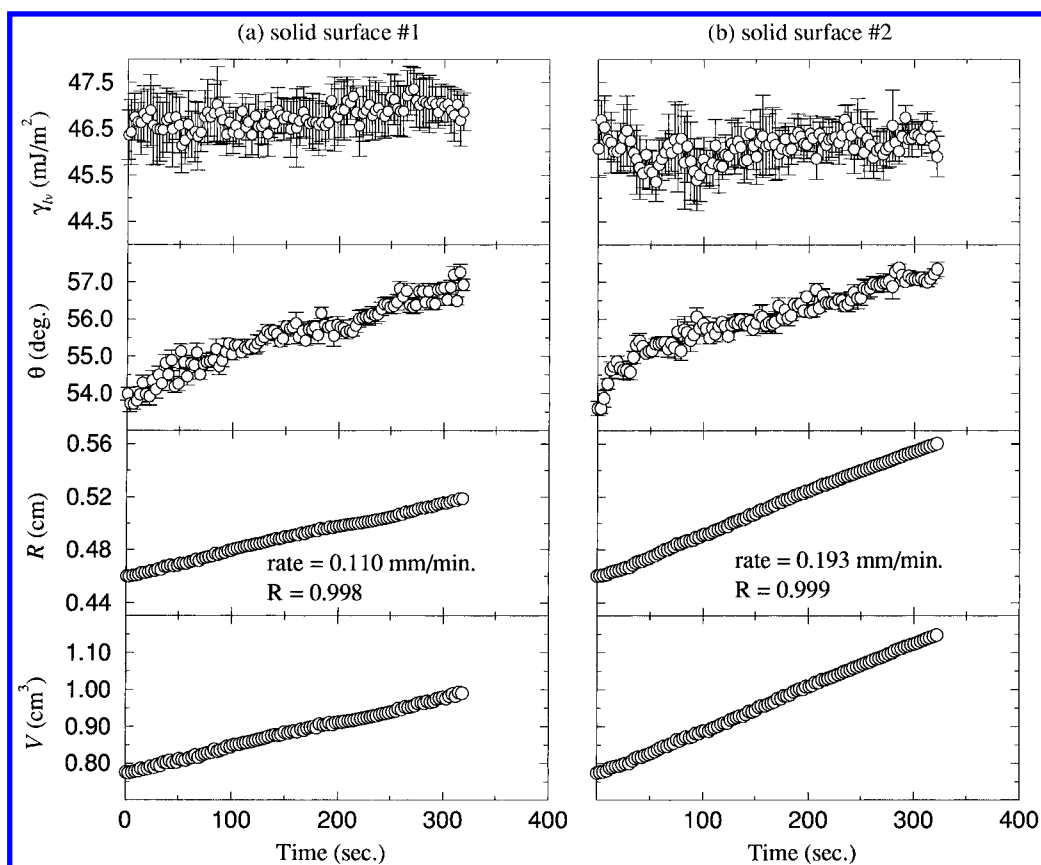 (a) solid surface #1
(b) solid surface #2
47.5
46.5
45.5
44.5
γlv (mJ/m²)
57.0
56.0
55.0
54.0
θ (deg.)
0.56
0.52
0.48
0.44
R (cm)
rate = 0.110 mm/min.
R = 0.998
rate = 0.193 mm/min.
R = 0.999
1.10
1.00
0.90
0.80
V (cm³)
0 100 200 300 400
100 200 300 400
Time (sec.)
Time (sec.)